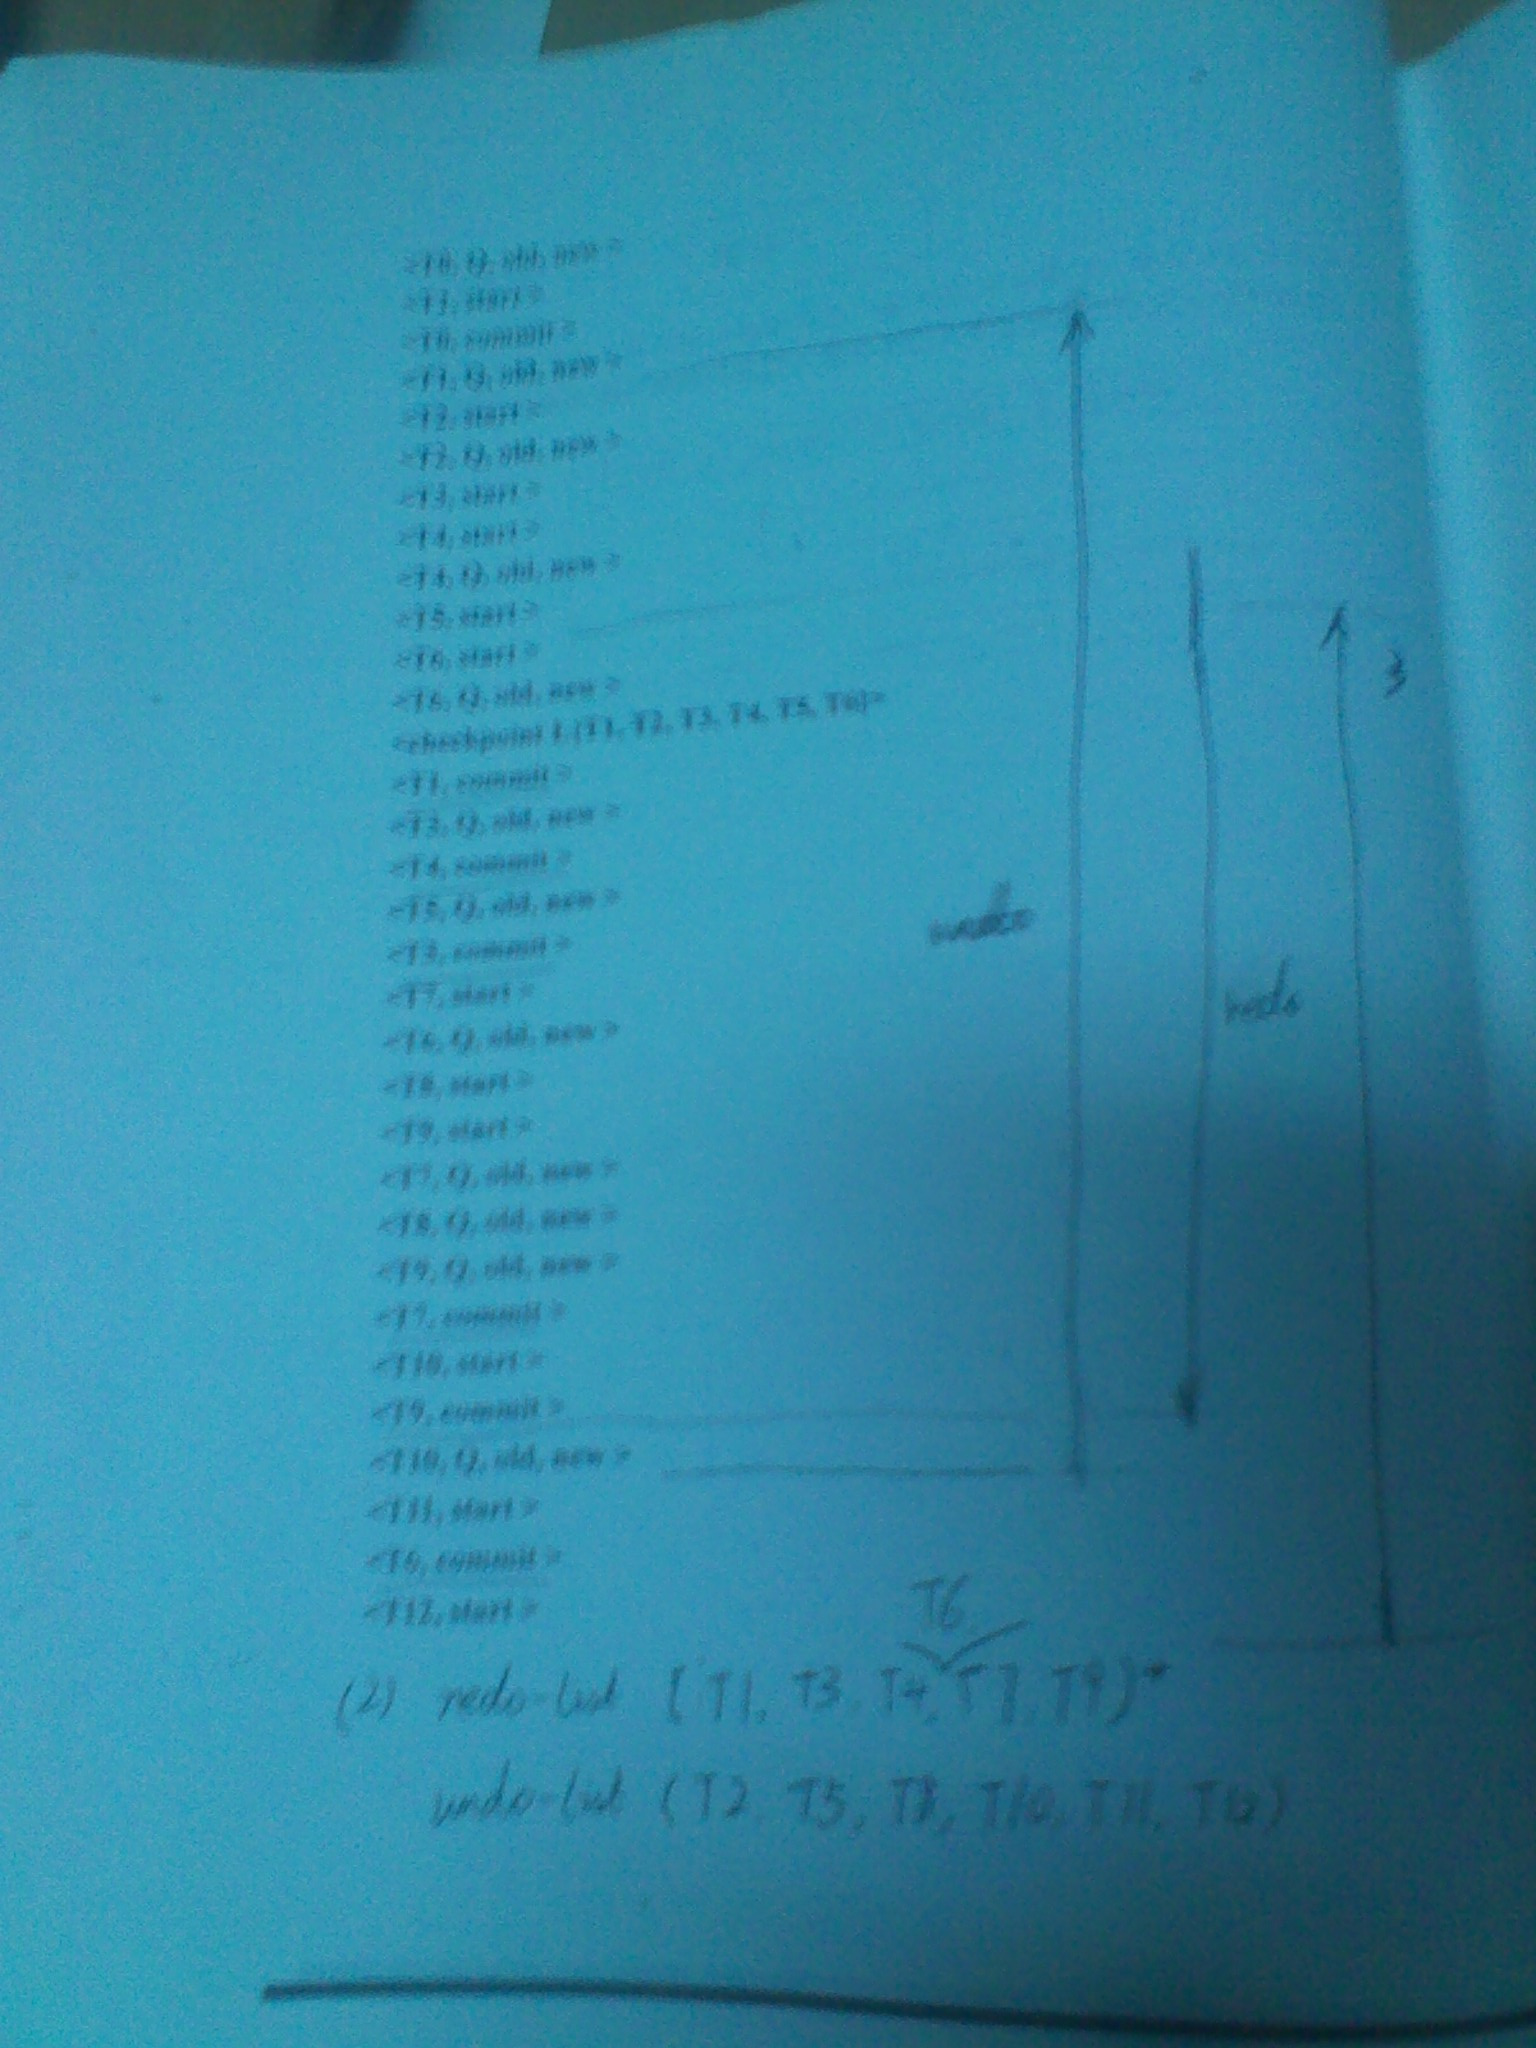 <T0, Q, old, new >
<T1, start >
<T0, commit >
<T1, Q, old, new >
<T2, start >
<T2, Q, old, new >
<T3, start >
<T4, start >
<T4, Q, old, new >
<T5, start >
<T6, start >
<T6, Q, old, new >
<checkpoint L{T1, T2, T3, T4, T5, T6}>
<T1, commit >
<T3, Q, old, new >
<T4, commit >
<T5, Q, old, new >
<T3, commit >
<T7, start >
<T6, Q, old, new >
<T8, start >
<T9, start >
<T7, Q, old, new >
<T8, Q, old, new >
<T9, Q, old, new >
<T7, commit >
<T10, start >
<T9, commit >
<T10, Q, old, new >
<T11, start >
<T6, commit >
<T12, start >
undo
redo
3
T6
(2) redo-list {T1, T3, T4, T7, T9}
undo-list (T2 T5, T8, T10, T11, T12)